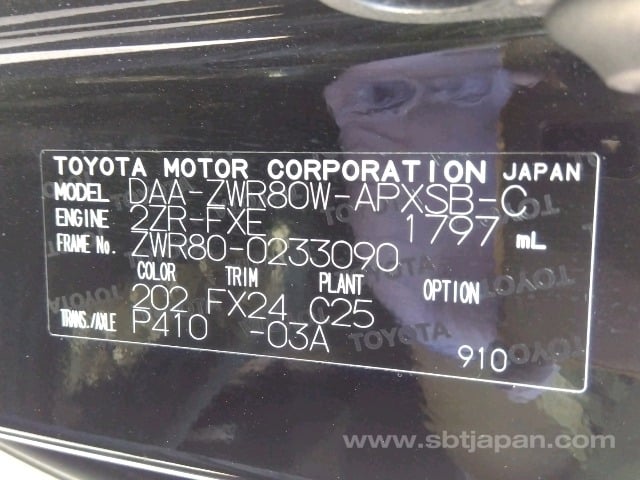 TOYOTA MOTOR CORPORATION JAPAN
MODEL DAA-ZWR80W-APXSB-C
ENGINE 2ZR-FXE 1797 mL
FRAME No. ZWR80-0233090
COLOR TRIM PLANT OPTION
202 FX24 C25
TRANS./AXLE P410 -03A
910
www.sbtjapan.com